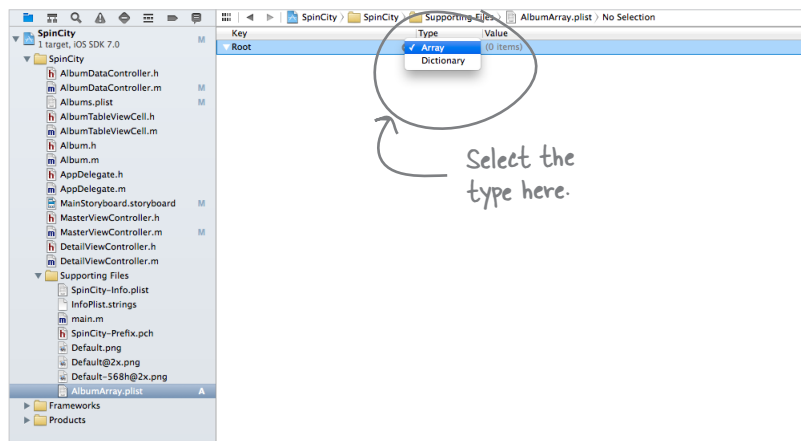 SpinCity
1 target, iOS SDK 7.0
M
SpinCity
AlbumDataController.h
AlbumDataController.m M
Albums.plist M
AlbumTableViewCell.h
AlbumTableViewCell.m
Album.h
Album.m
AppDelegate.h
AppDelegate.m
MainStoryboard.storyboard M
MasterViewController.h
MasterViewController.m M
DetailViewController.h
DetailViewController.m
Supporting Files
SpinCity-Info.plist
InfoPlist.strings
main.m
SpinCity-Prefix.pch
Default.png
Default@2x.png
Default-568h@2x.png
AlbumArray.plist A
Frameworks
Products
SpinCity SpinCity Supporting Files AlbumArray.plist No Selection
Key Type Value
Root Array (0 items)
Dictionary
Select the
type here.